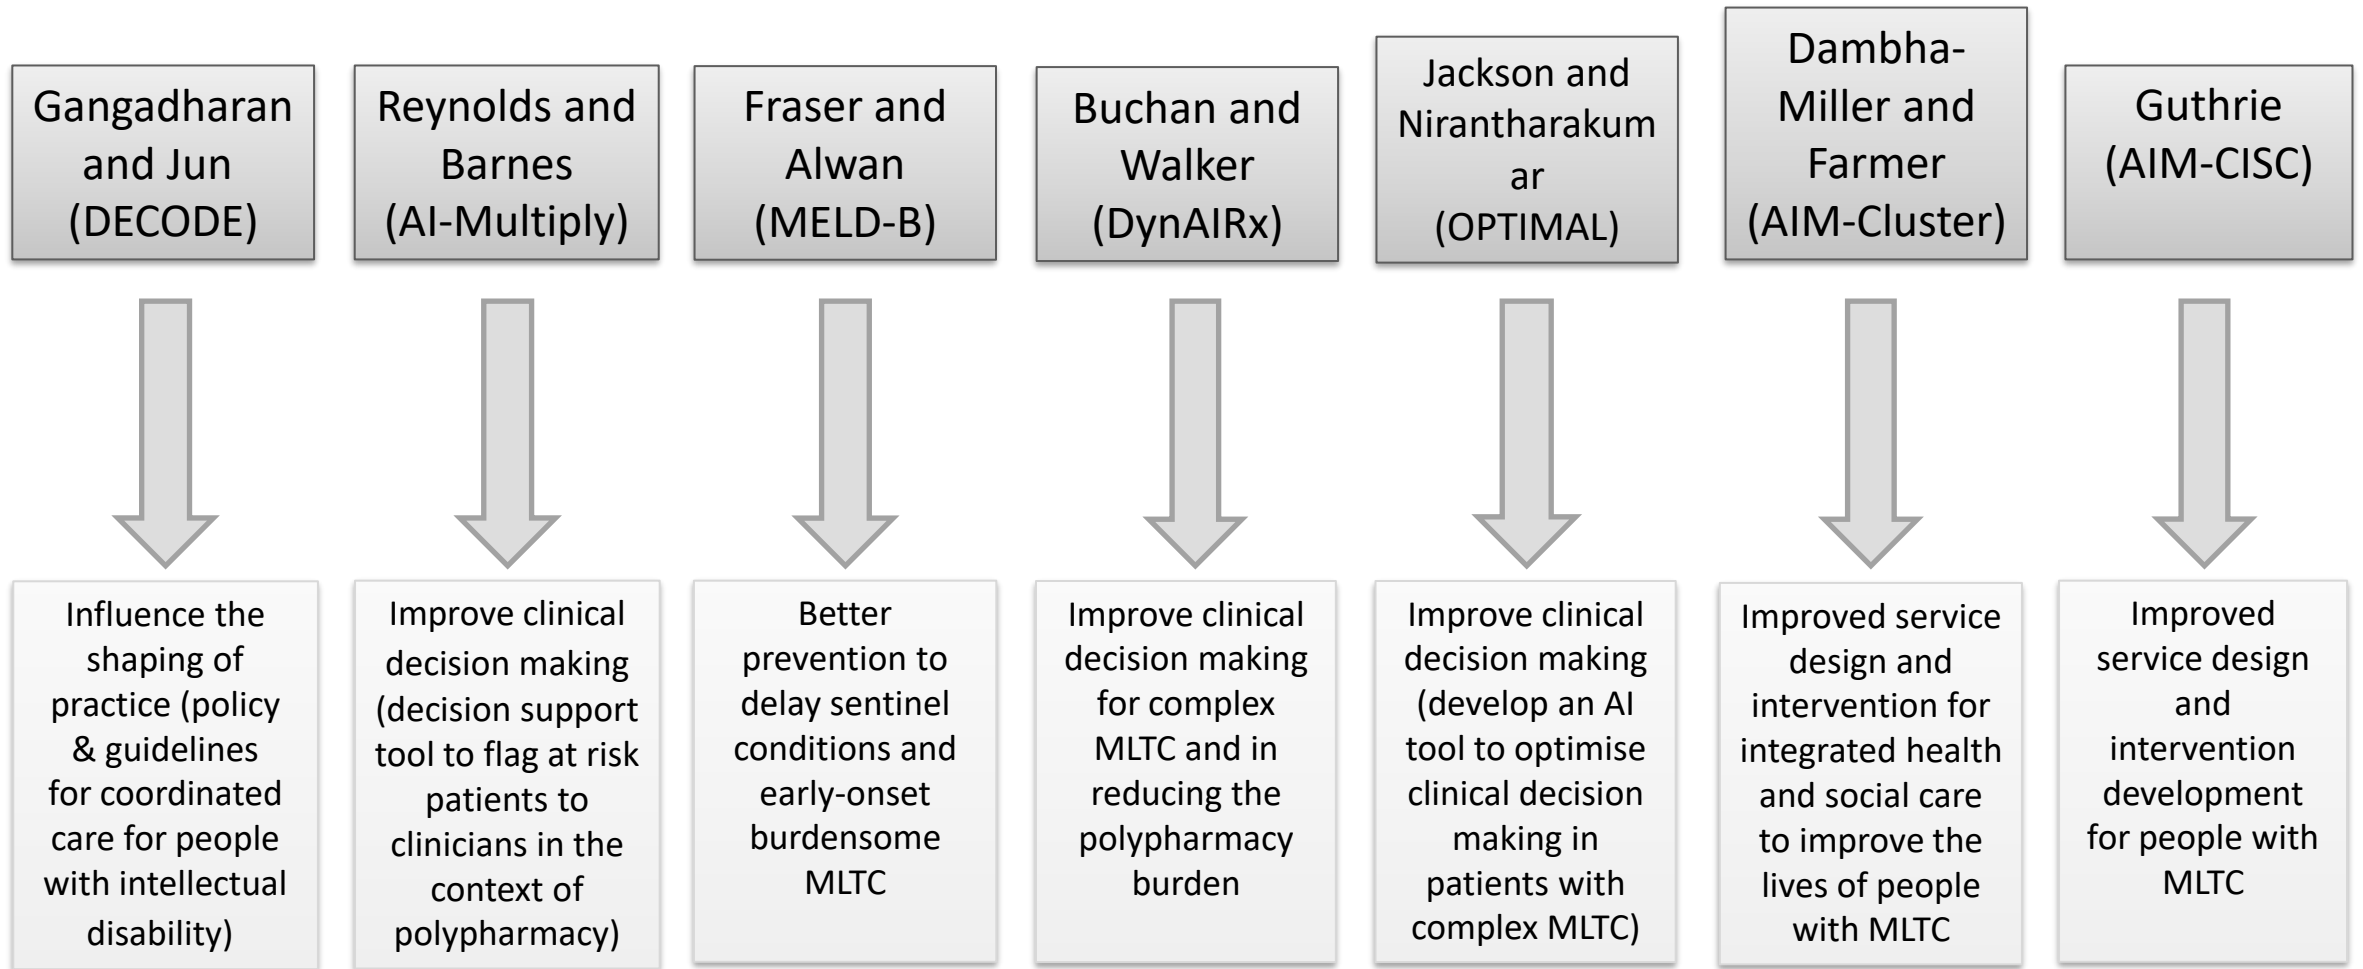 Gangadharan
and Jun
(DECODE)
Reynolds and
Barnes
(AI-Multiply)
Fraser and
Alwan
(MELD-B)
Buchan and
Walker
(DynAIRx)
Jackson and
Nirantharakum
ar
(OPTIMAL)
Dambha-
Miller and
Farmer
(AIM-Cluster)
Guthrie
(AIM-CISC)
Influence the
shaping of
practice (policy
& guidelines
for coordinated
care for people
with intellectual
disability)
Improve clinical
decision making
(decision support
tool to flag at risk
patients to
clinicians in the
context of
polypharmacy)
Better
prevention to
delay sentinel
conditions and
early-onset
burdensome
MLTC
Improve clinical
decision making
for complex
MLTC and in
reducing the
polypharmacy
burden
Improve clinical
decision making
(develop an AI
tool to optimise
clinical decision
making in
patients with
complex MLTC)
Improved service
design and
intervention for
integrated health
and social care
to improve the
lives of people
with MLTC
Improved
service design
and
intervention
development
for people with
MLTC